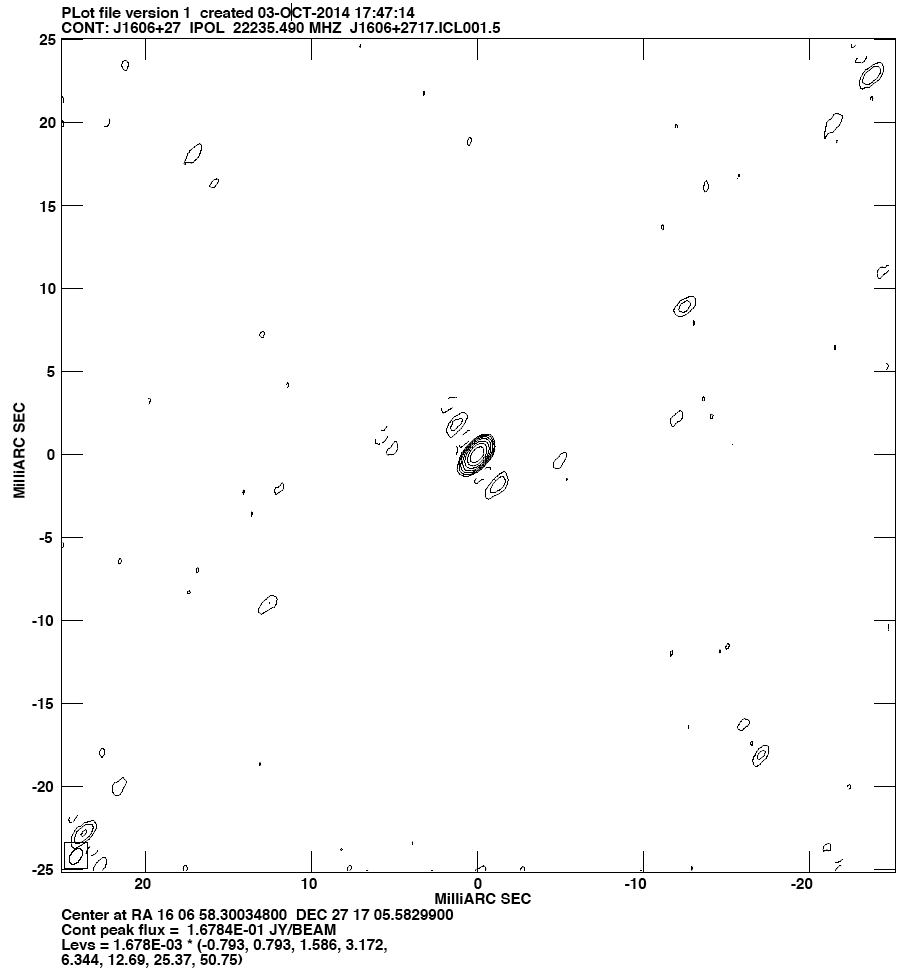 PLot file version 1 created 03-OCT-2014 17:47:14
CONT: J1606+27 IPOL 22235.490 MHZ J1606+2717.ICL001.5
25
20
15
10
5
0
-5
-10
-15
-20
-25
MilliARC SEC
20 10 0 -10 -20
MilliARC SEC
Center at RA 16 06 58.30034800 DEC 27 17 05.5829900
Cont peak flux = 1.6784E-01 JY/BEAM
Levs = 1.678E-03 * (-0.793, 0.793, 1.586, 3.172,
6.344, 12.69, 25.37, 50.75)